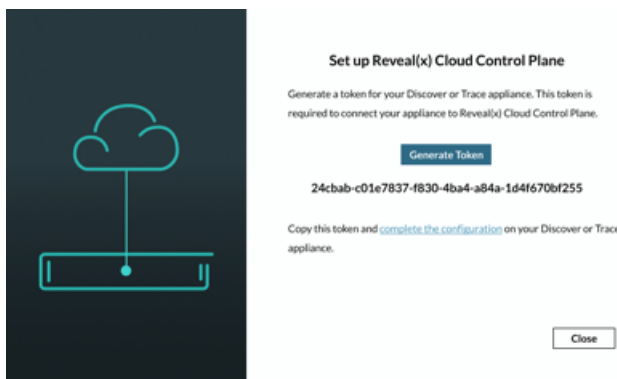 Set up Reveal(x) Cloud Control Plane
Generate a token for your Discover or Trace appliance. This token is
required to connect your appliance to Reveal(x) Cloud Control Plane.
Generate Token
24cbab-c01e7837-f830-4ba4-a84a-1d4f670bf255
Copy this token and complete the configuration on your Discover or Trace
appliance.
Close